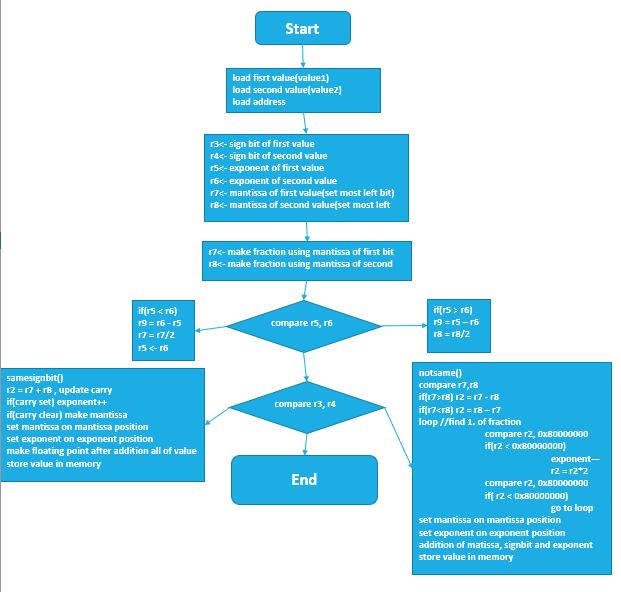 Start
load fisrt value(value1)
load second value(value2)
load address
r3<- sign bit of first value
r4<- sign bit of second value
r5<- exponent of first value
r6<- exponent of second value
r7<- mantissa of first value(set most left bit)
r8<- mantissa of second value(set most left
r7<- make fraction using mantissa of first bit
r8<- make fraction using mantissa of second
if(r5 < r6)
r9 = r6 - r5
r7 = r7/2
r5 <- r6
compare r5, r6
if(r5 > r6)
r9 = r5 – r6
r8 = r8/2
samesignbit()
r2 = r7 + r8 , update carry
if(carry set) exponent++
if(carry clear) make mantissa
set mantissa on mantissa position
set exponent on exponent position
make floating point after addition all of value
store value in memory
compare r3, r4
notsame()
compare r7,r8
if(r7>r8) r2 = r7 - r8
if(r7<r8) r2 = r8 – r7
loop //find 1. of fraction
compare r2, 0x80000000
if(r2 < 0x80000000)
exponent—
r2 = r2*2
compare r2, 0x80000000
if( r2 < 0x80000000)
go to loop
set mantissa on mantissa position
set exponent on exponent position
addition of matissa, signbit and exponent
store value in memory
End